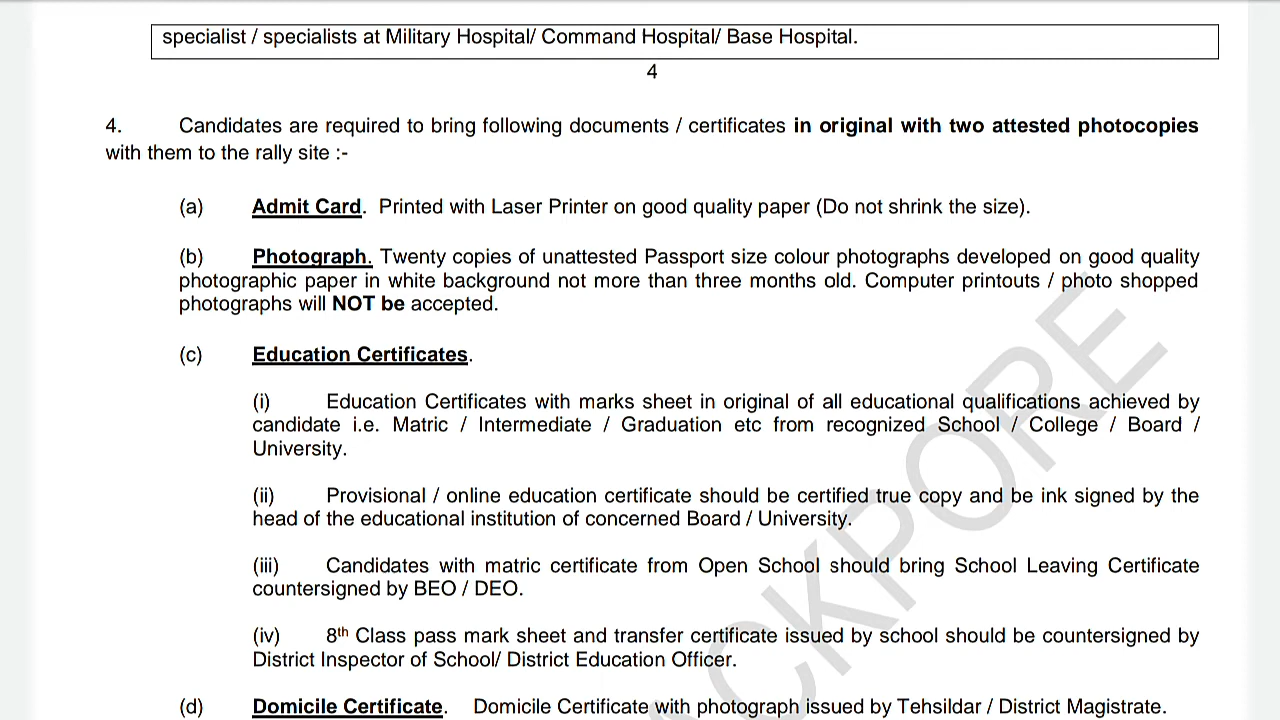 specialist / specialists at Military Hospital/ Command Hospital/ Base Hospital.
4
4. Candidates are required to bring following documents / certificates in original with two attested photocopies
with them to the rally site :-
(a) Admit Card. Printed with Laser Printer on good quality paper (Do not shrink the size).
(b) Photograph. Twenty copies of unattested Passport size colour photographs developed on good quality
photographic paper in white background not more than three months old. Computer printouts / photo shopped
photographs will NOT be accepted.
(c) Education Certificates.
(i) Education Certificates with marks sheet in original of all educational qualifications achieved by
candidate i.e. Matric / Intermediate / Graduation etc from recognized School / College / Board /
University.
(ii) Provisional / online education certificate should be certified true copy and be ink signed by the
head of the educational institution of concerned Board / University.
(iii) Candidates with matric certificate from Open School should bring School Leaving Certificate
countersigned by BEO / DEO.
(iv) 8th Class pass mark sheet and transfer certificate issued by school should be countersigned by
District Inspector of School/ District Education Officer.
(d) Domicile Certificate. Domicile Certificate with photograph issued by Tehsildar / District Magistrate.
ACKPORE